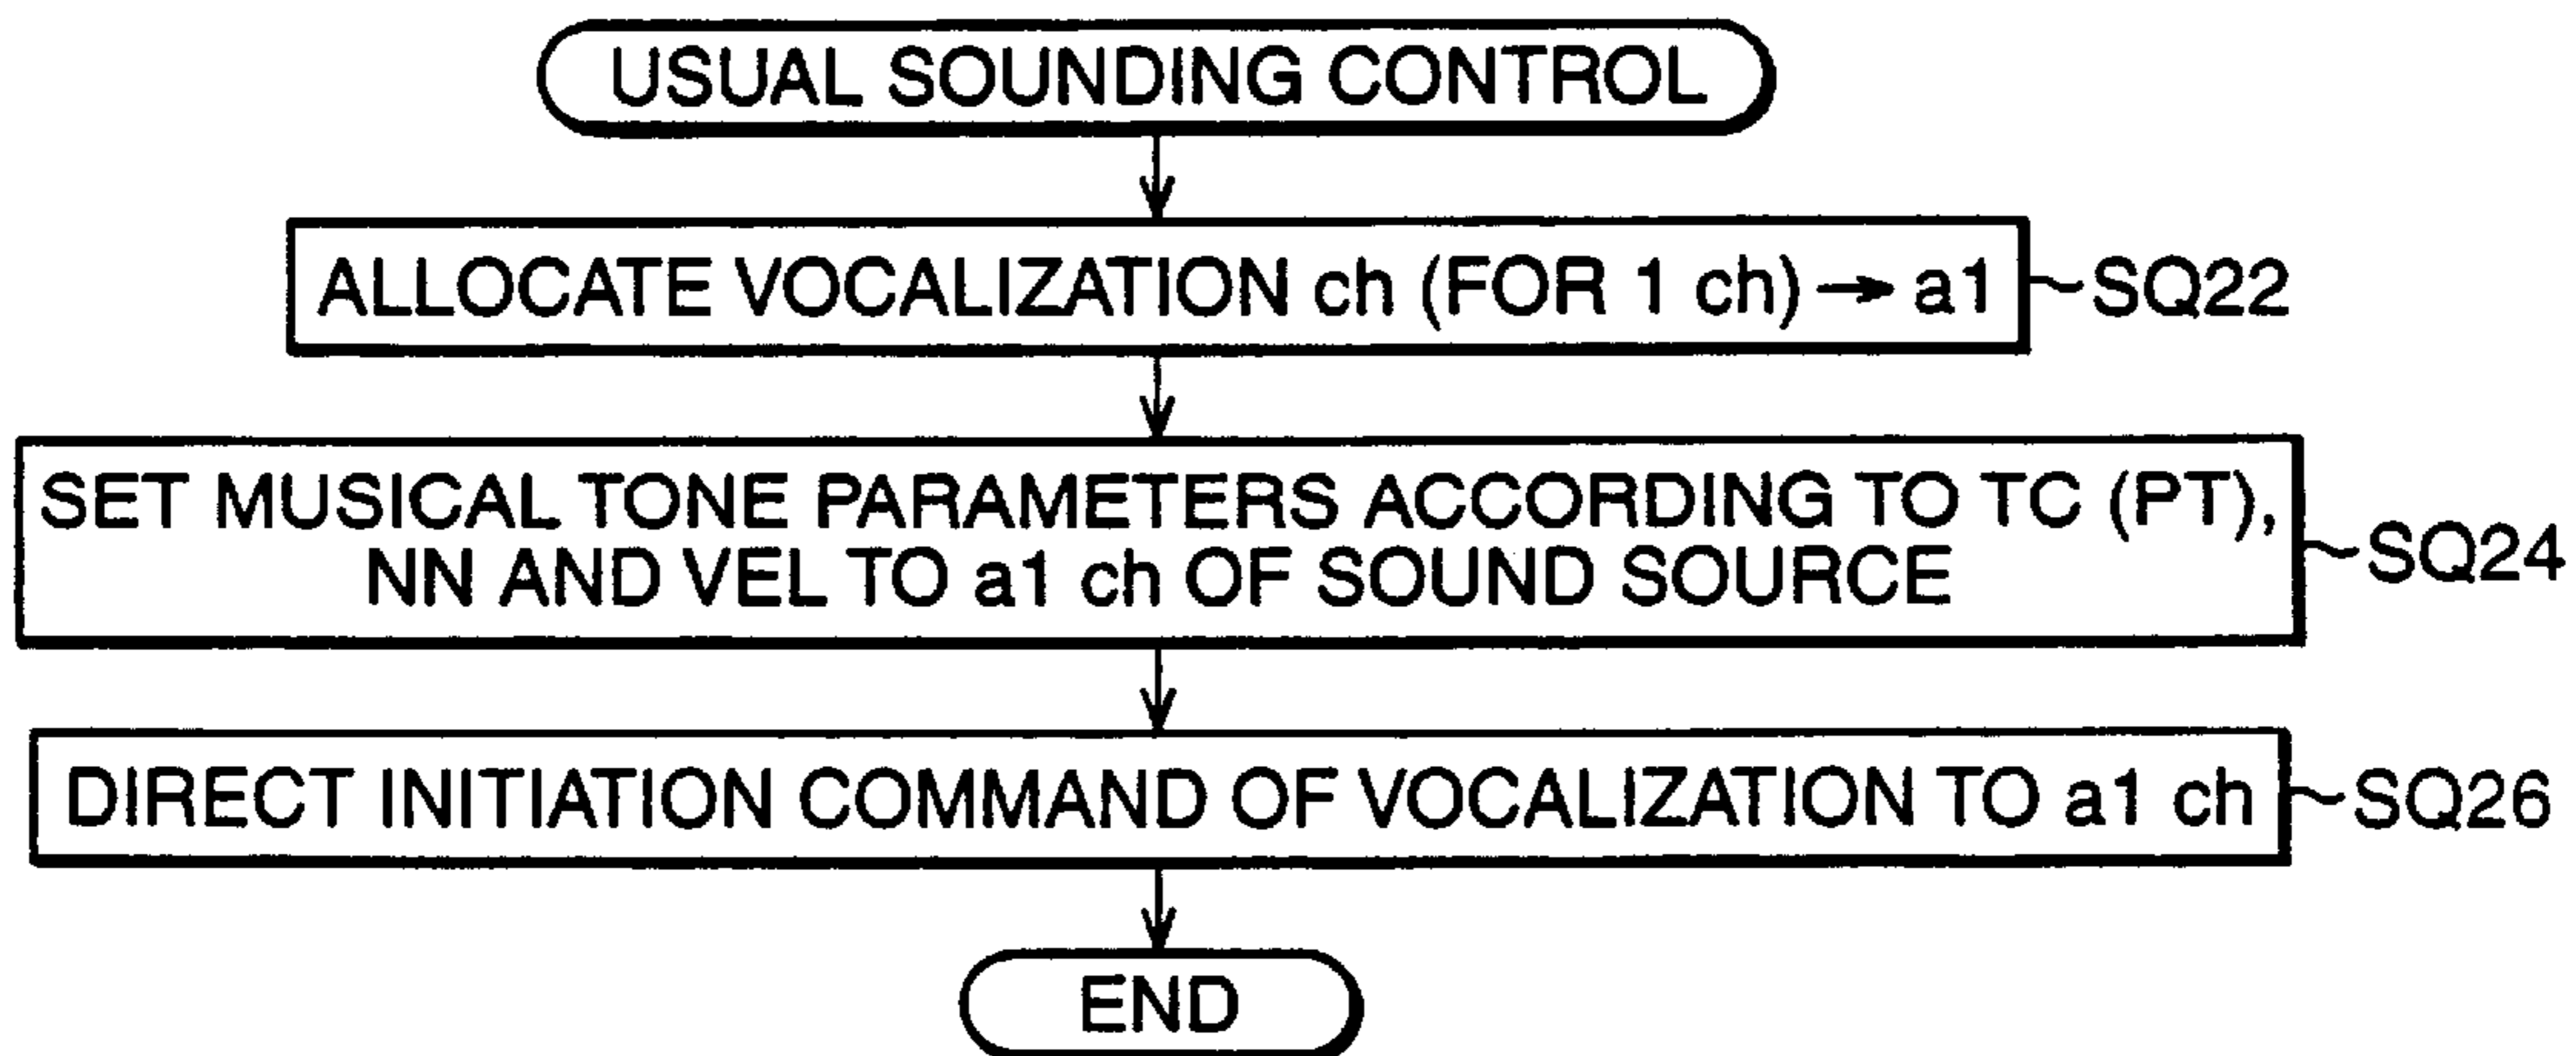 USUAL SOUNDING CONTROL
ALLOCATE VOCALIZATION ch (FOR 1 ch) → a1
SQ22
SET MUSICAL TONE PARAMETERS ACCORDING TO TC (PT),
NN AND VEL TO a1 ch OF SOUND SOURCE
SQ24
DIRECT INITIATION COMMAND OF VOCALIZATION TO a1 ch
SQ26
END